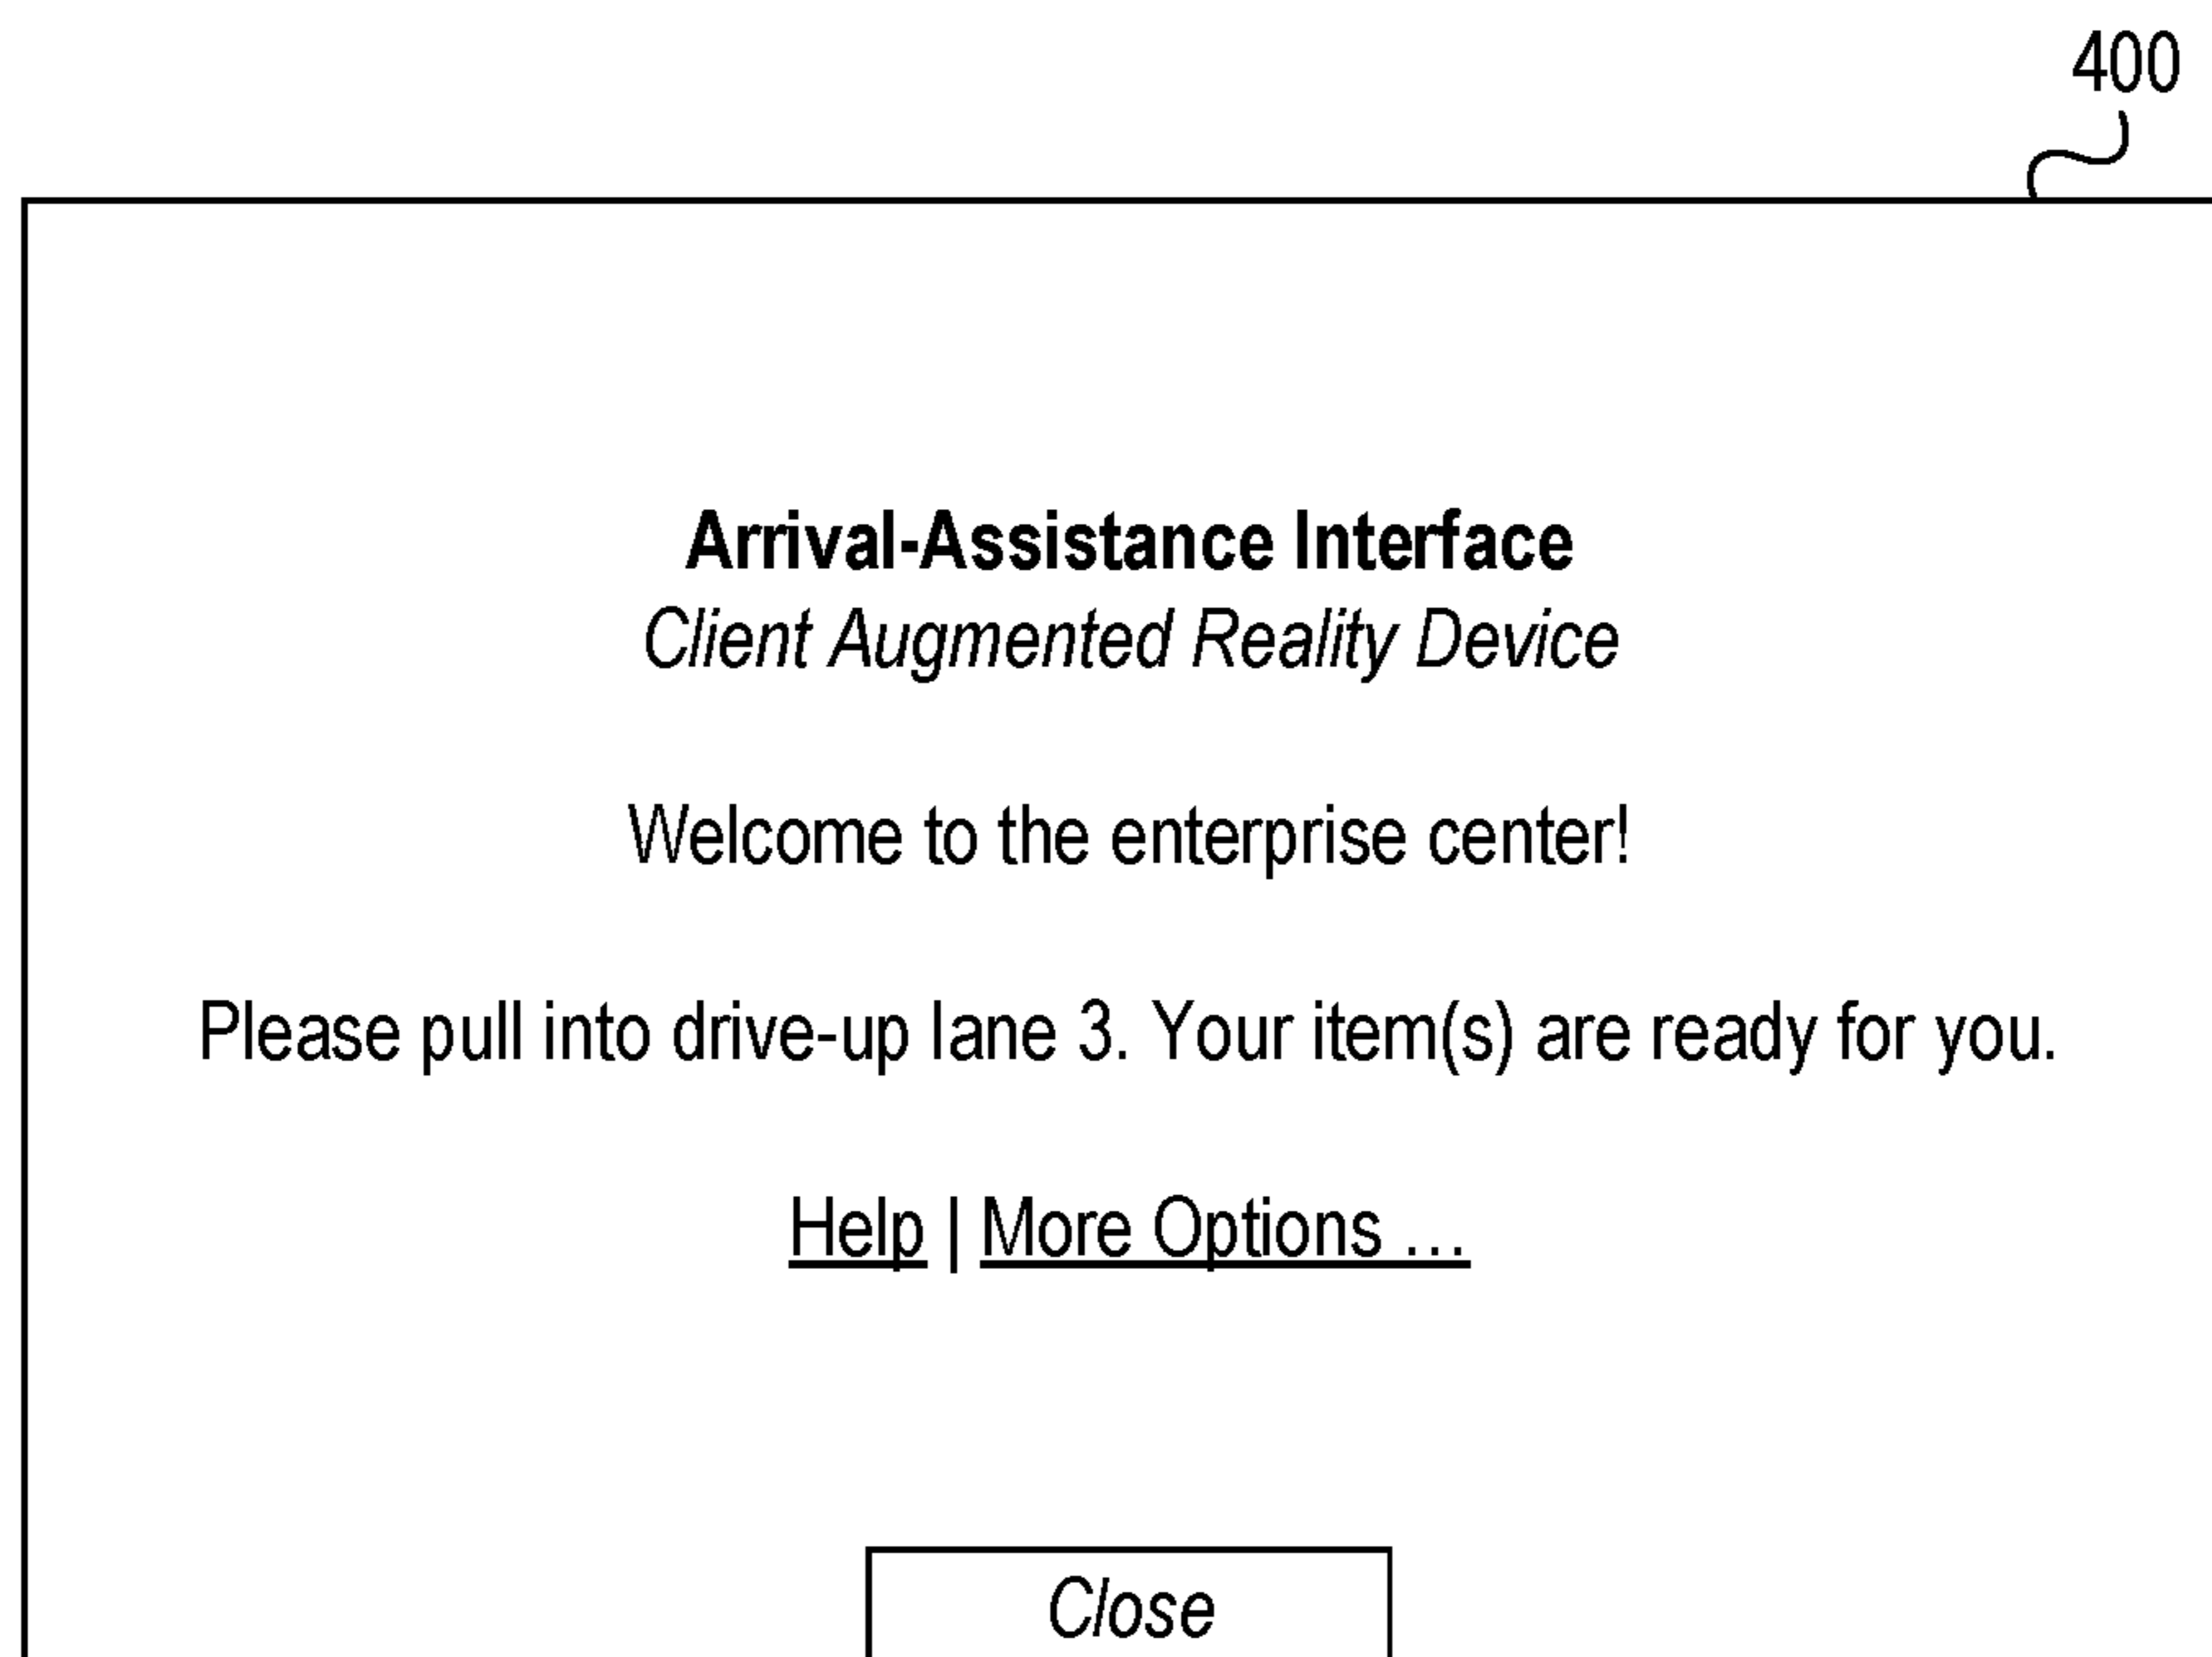 400
Arrival-Assistance Interface
Client Augmented Reality Device
Welcome to the enterprise center!
Please pull into drive-up lane 3. Your item(s) are ready for you.
Help | More Options ...
Close